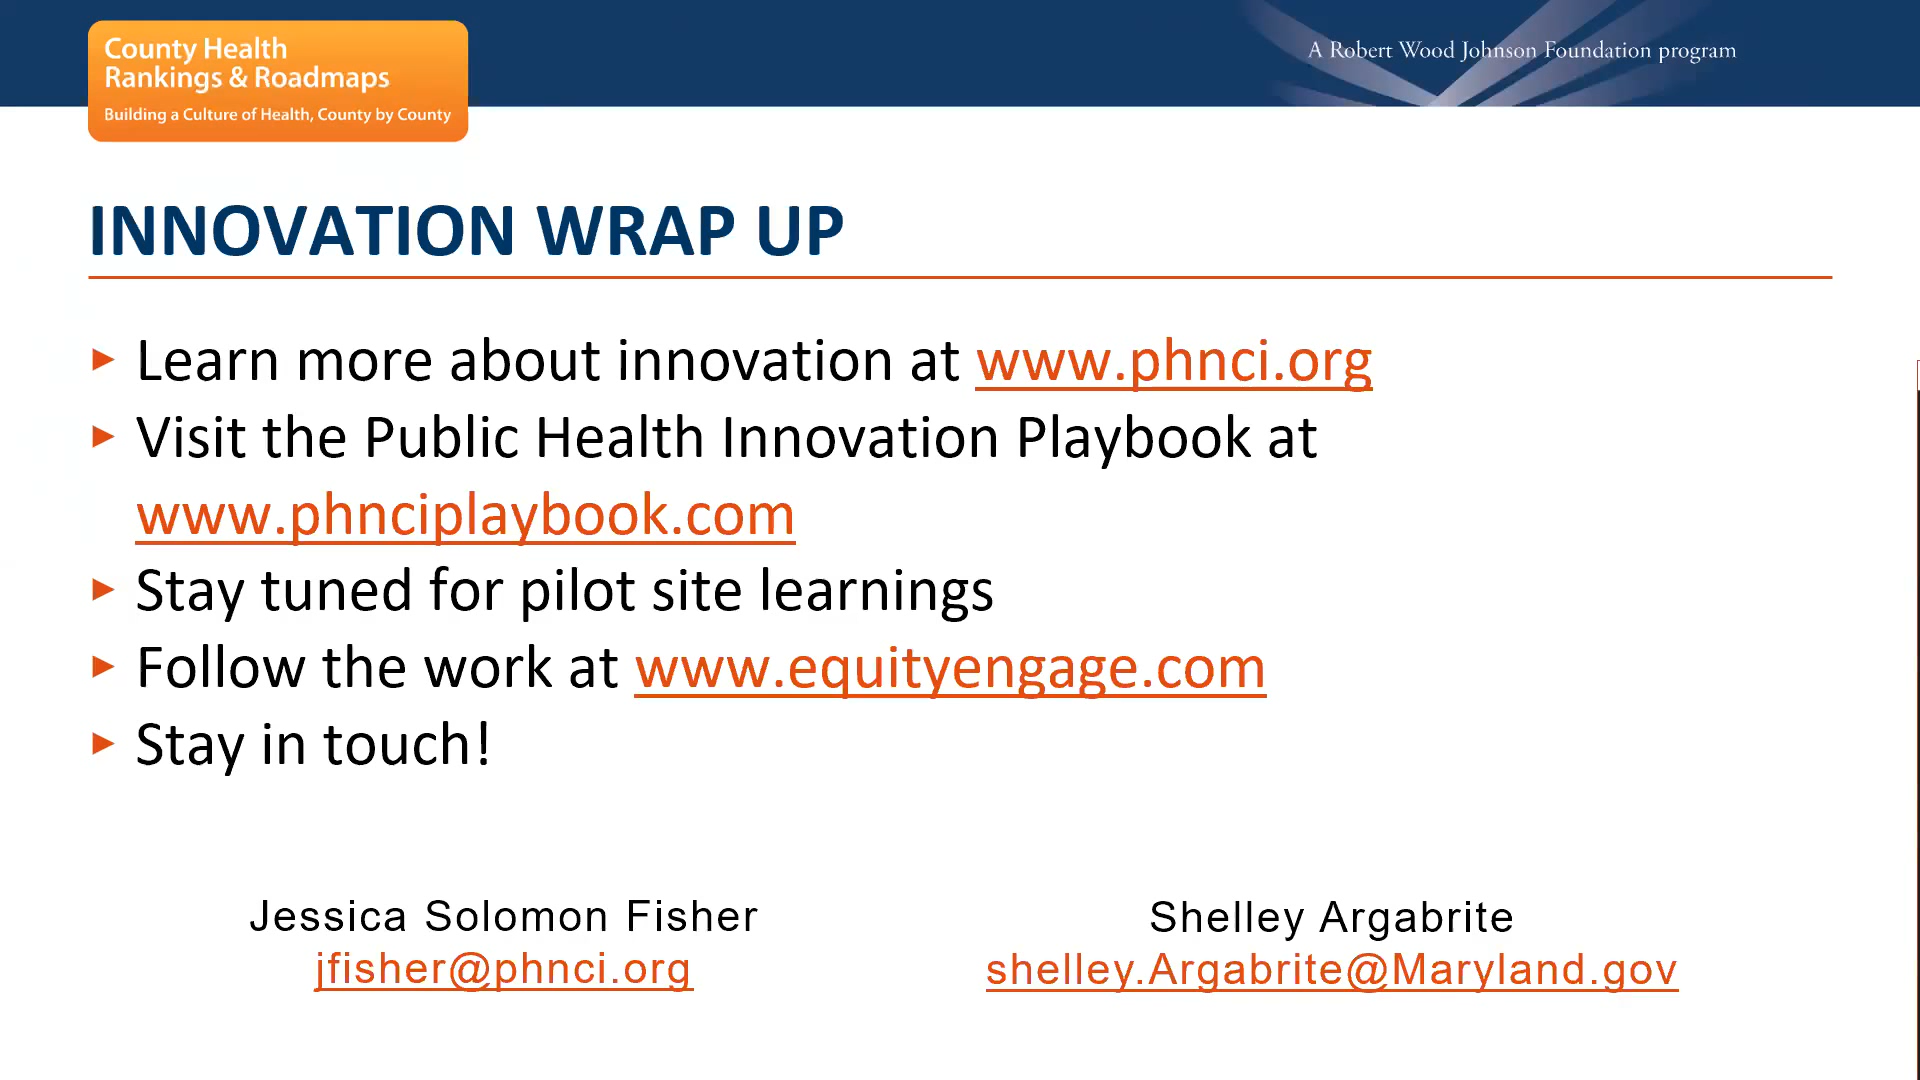 County Health
Rankings & Roadmaps
Building a Culture of Health, County by County
A Robert Wood Johnson Foundation program
INNOVATION WRAP UP
▸ Learn more about innovation at www.phnci.org
▸ Visit the Public Health Innovation Playbook at
www.phnciplaybook.com
▸ Stay tuned for pilot site learnings
▸ Follow the work at www.equityengage.com
▸ Stay in touch!
Jessica Solomon Fisher
jfisher@phnci.org
Shelley Argabrite
shelley.Argabrite@Maryland.gov